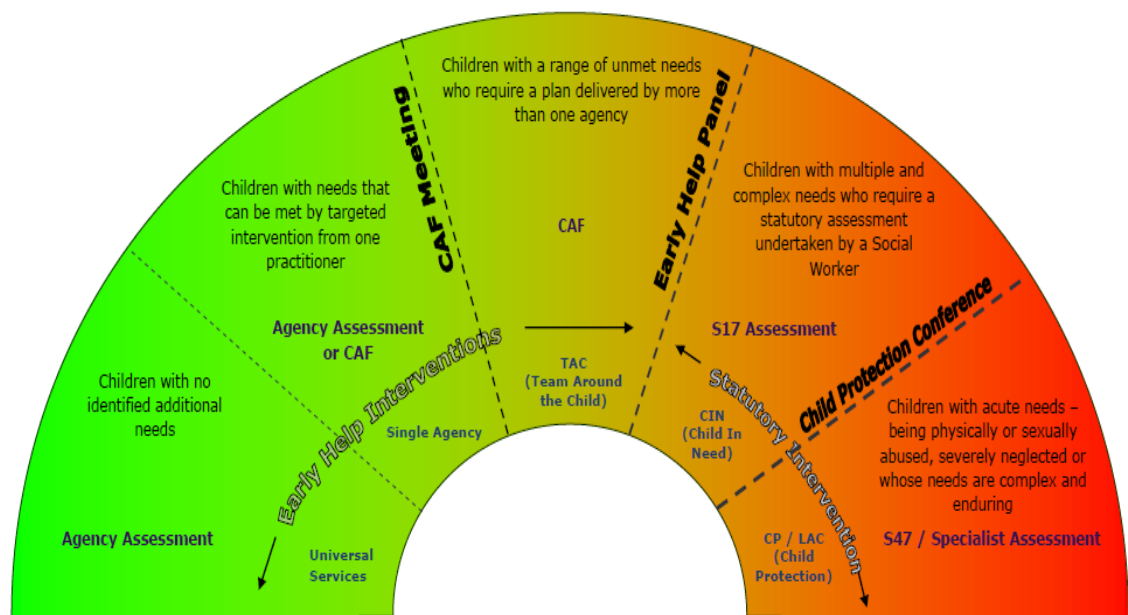 Children with no
identified additional
needs
Agency Assessment
Universal
Services
Early Help Interventions
Children with needs that
can be met by targeted
intervention from one
practitioner
Agency Assessment
or CAF
Single Agency
CAF Meeting
Children with a range of unmet needs
who require a plan delivered by more
than one agency
CAF
TAC
(Team Around
the Child)
Early Help Panel
Children with multiple and
complex needs who require a
statutory assessment
undertaken by a Social
Worker
S17 Assessment
CIN
(Child In
Need)
Statutory Intervention
Child Protection Conference
Children with acute needs –
being physically or sexually
abused, severely neglected or
whose needs are complex and
enduring
S47 / Specialist Assessment
CP / LAC
(Child
Protection)